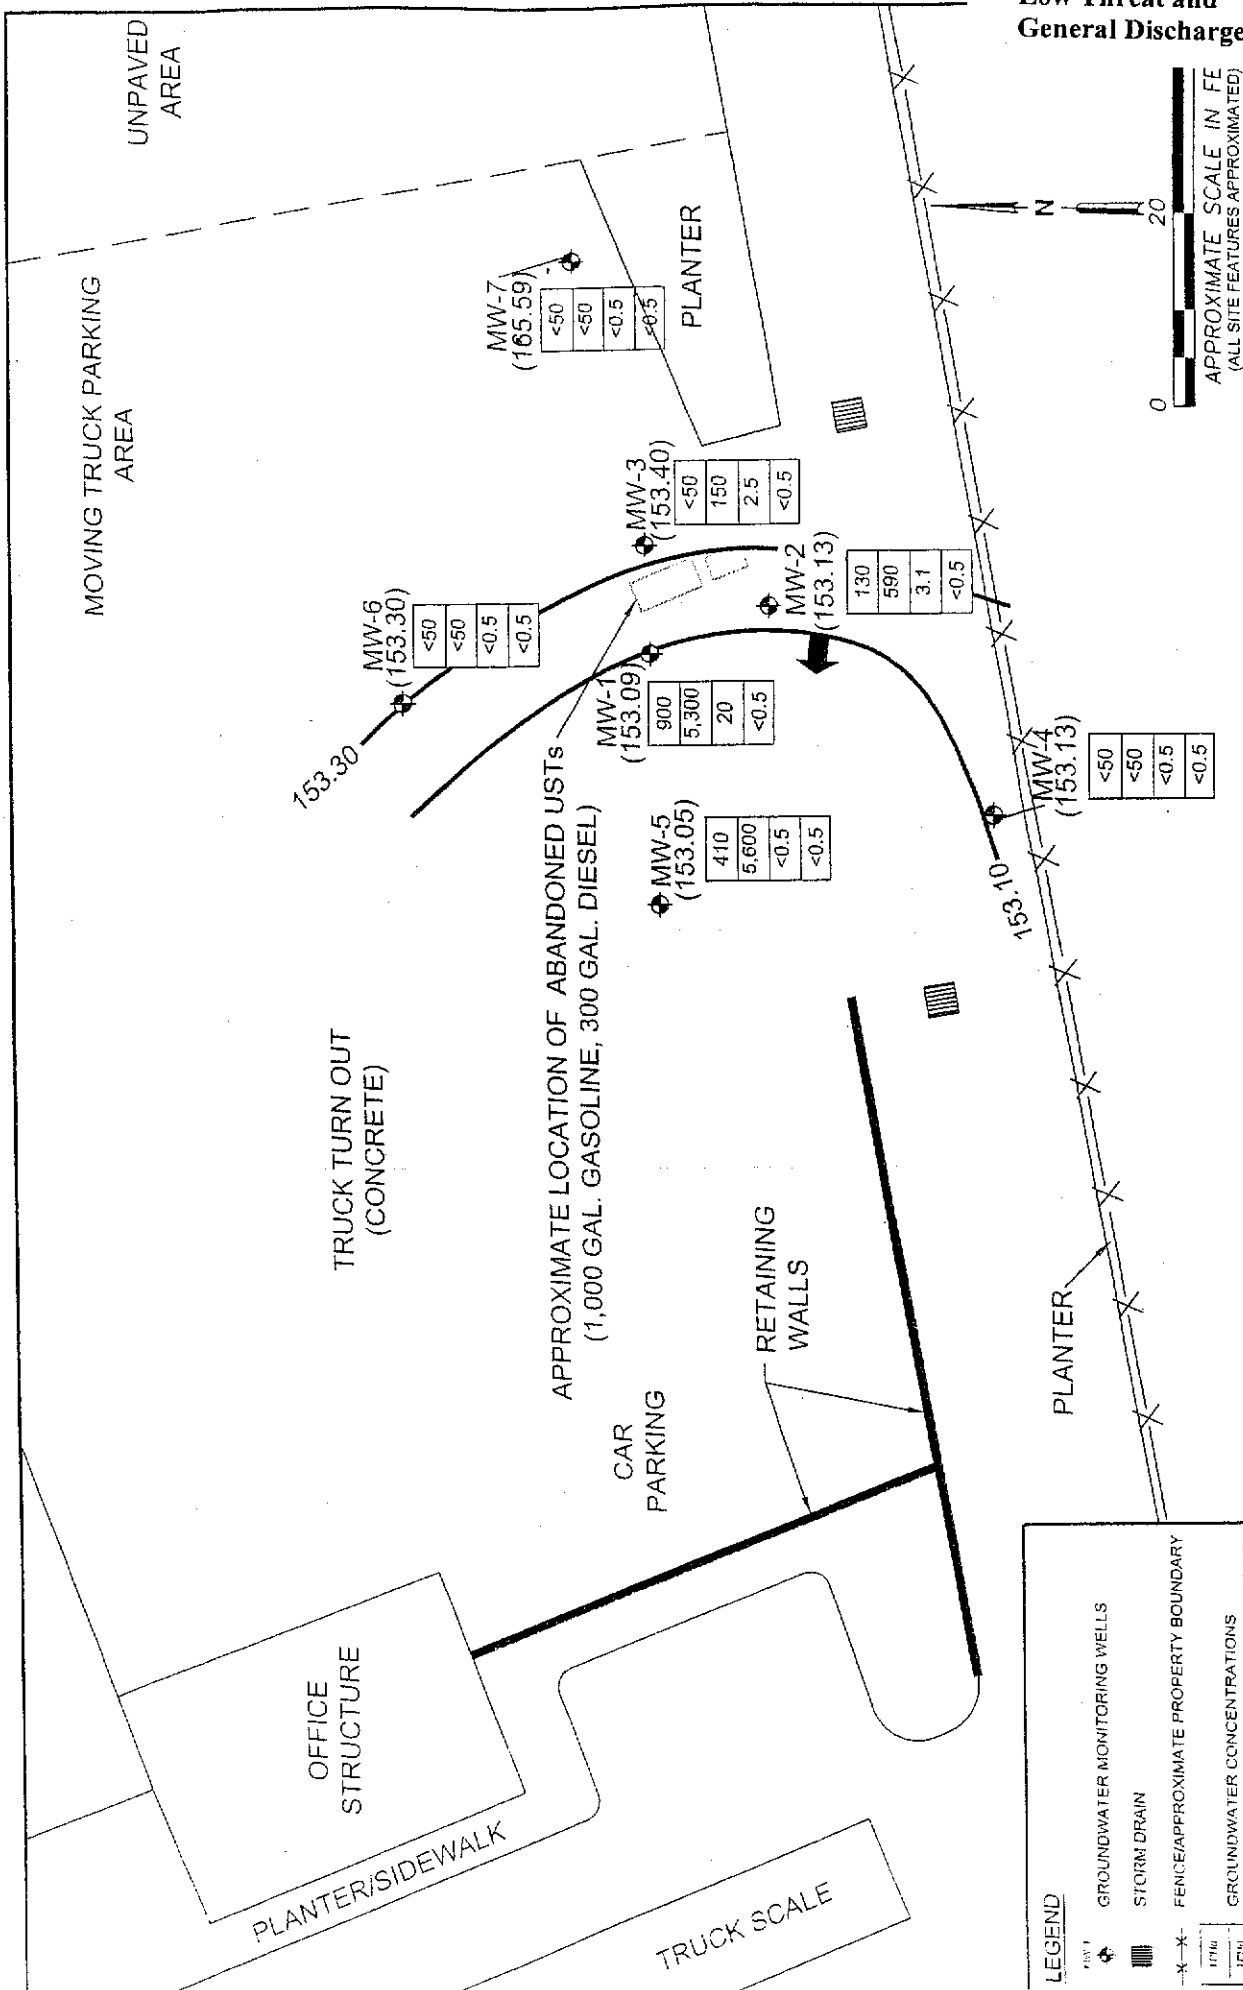 Low Threat and
General Discharge
UNPAVED
AREA
MOVING TRUCK PARKING
AREA
MW-7
(165.59)
<50
<50
<0.5
<0.5
PLANTER
MW-6
(153.30)
<50
<50
<0.5
<0.5
MW-3
(153.40)
<50
150
2.5
<0.5
MW-2
(153.13)
130
590
3.1
<0.5
MW-1
(153.09)
900
5,300
20
<0.5
153.30
MW-5
(153.05)
410
5,600
<0.5
<0.5
MW-4
(153.13)
<50
<50
<0.5
<0.5
153.10
APPROXIMATE LOCATION OF ABANDONED USTs
(1,000 GAL. GASOLINE, 300 GAL. DIESEL)
TRUCK TURN OUT
(CONCRETE)
RETAINING
WALLS
CAR
PARKING
PLANTER
OFFICE
STRUCTURE
PLANTER/SIDEWALK
TRUCK SCALE
N
0 20
APPROXIMATE SCALE IN FE
(ALL SITE FEATURES APPROXIMATED)
LEGEND
GROUNDWATER MONITORING WELLS
STORM DRAIN
FENCE/APPROXIMATE PROPERTY BOUNDARY
GROUNDWATER CONCENTRATIONS